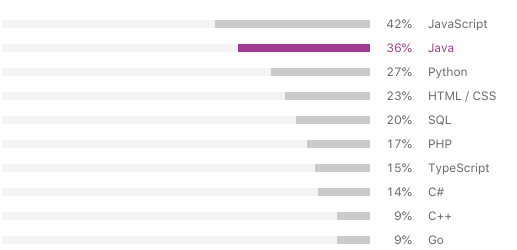 42% JavaScript
36% Java
27% Python
23% HTML / CSS
20% SQL
17% PHP
15% TypeScript
14% C#
9% C++
9% Go